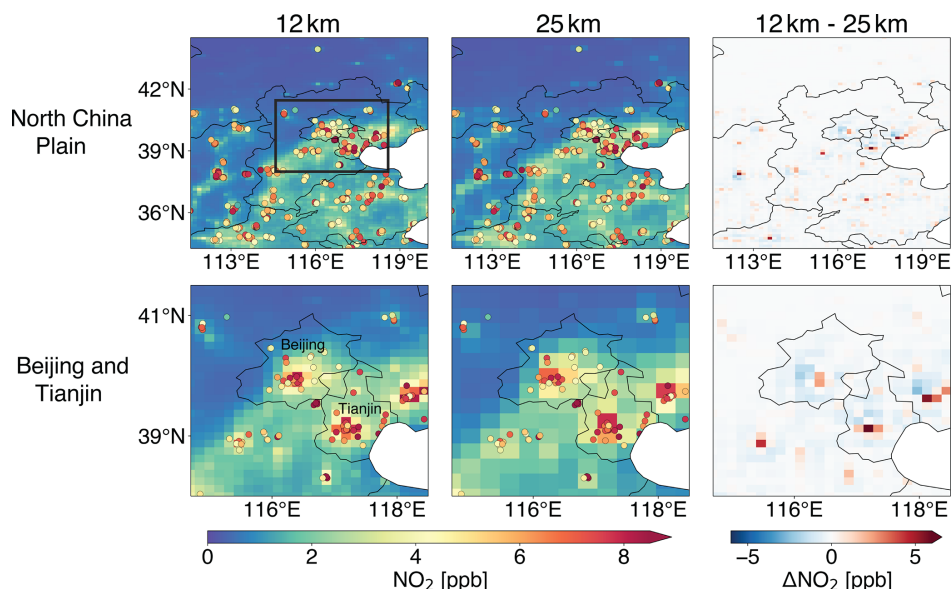 12 km
25 km
12 km - 25 km
North China
Plain
42°N
39°N
36°N
113°E
116°E
119°E
113°E
116°E
119°E
113°E
116°E
119°E
Beijing and
Tianjin
41°N
39°N
Beijing
Tianjin
116°E
118°E
116°E
118°E
116°E
118°E
0
2
4
6
8
NO₂ [ppb]
−5
0
5
ΔNO₂ [ppb]